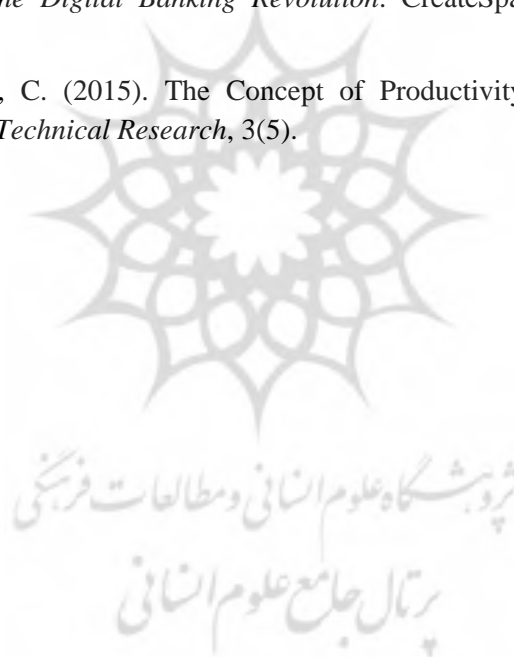 he Digital Banking Revolution. CreateSpa
, C. (2015). The Concept of Productivity
Technical Research, 3(5).
پژوهشگاه علوم انسانی و مطالعات فرهنگی
پرتال جامع علوم انسانی